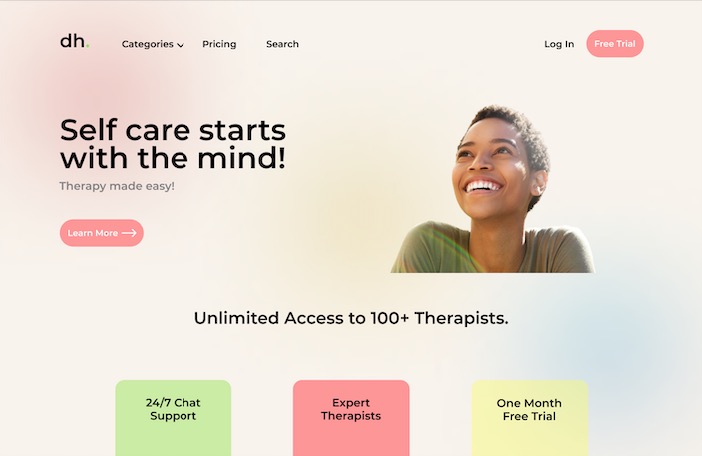 dh.
Categories
Pricing
Search
Log In
Free Trial
Self care starts
with the mind!
Therapy made easy!
Learn More
Unlimited Access to 100+ Therapists.
24/7 Chat
Support
Expert
Therapists
One Month
Free Trial